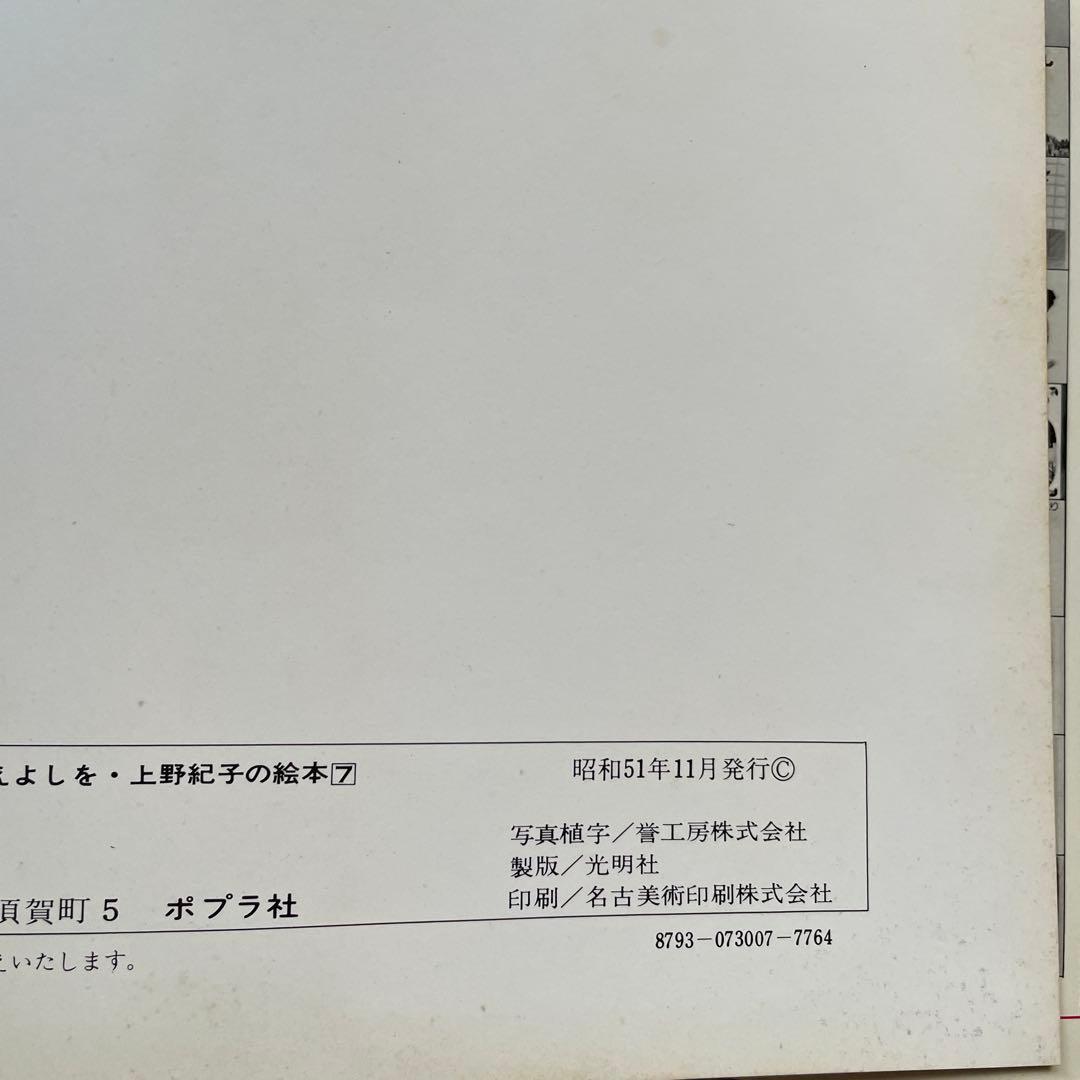 えよしを・上野紀子の絵本7
昭和51年11月発行©
写真植字／誉工房株式会社
製版／光明社
印刷／名古美術印刷株式会社
須賀町5 ポプラ社
8793-073007-7764
えいたします。